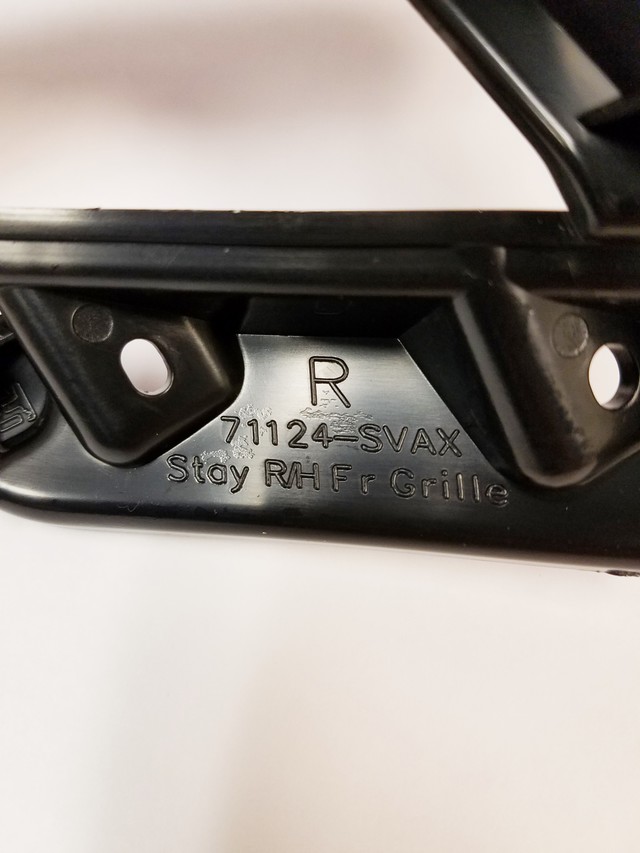 R
71124-SVAX
Stay R/H Fr Grille